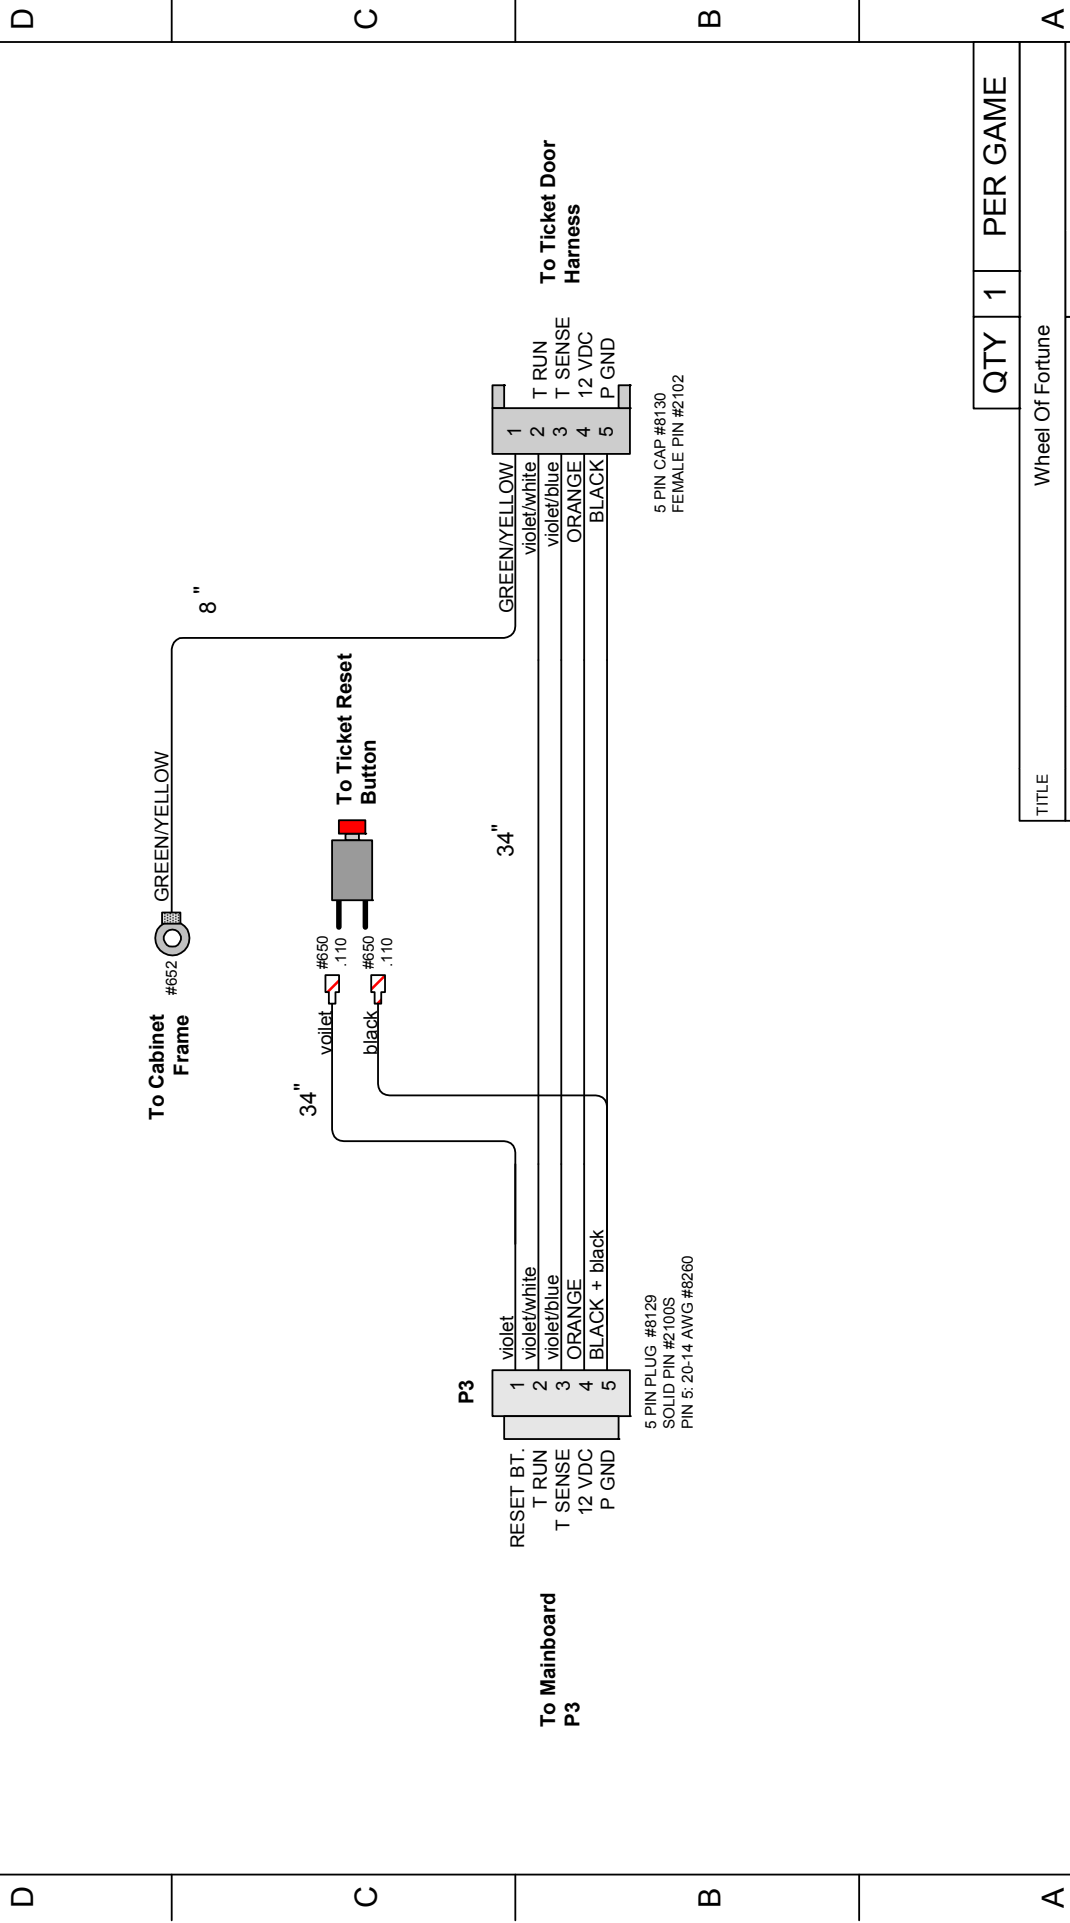 D
C
B
A
To Cabinet
Frame
#652
GREEN/YELLOW
8 "
34"
voilet
black
#650
.110
#650
.110
To Ticket Reset
Button
34"
To Mainboard
P3
RESET BT.
T RUN
T SENSE
12 VDC
P GND
P3
1
2
3
4
5
violet
violet/white
violet/blue
ORANGE
BLACK + black
5 PIN PLUG #8129
SOLID PIN #2100S
PIN 5: 20-14 AWG #8260
GREEN/YELLOW
violet/white
violet/blue
ORANGE
BLACK
1
2
3
4
5
T RUN
T SENSE
12 VDC
P GND
To Ticket Door
Harness
5 PIN CAP #8130
FEMALE PIN #2102
QTY 1 PER GAME
TITLE
Wheel Of Fortune
D
C
B
A